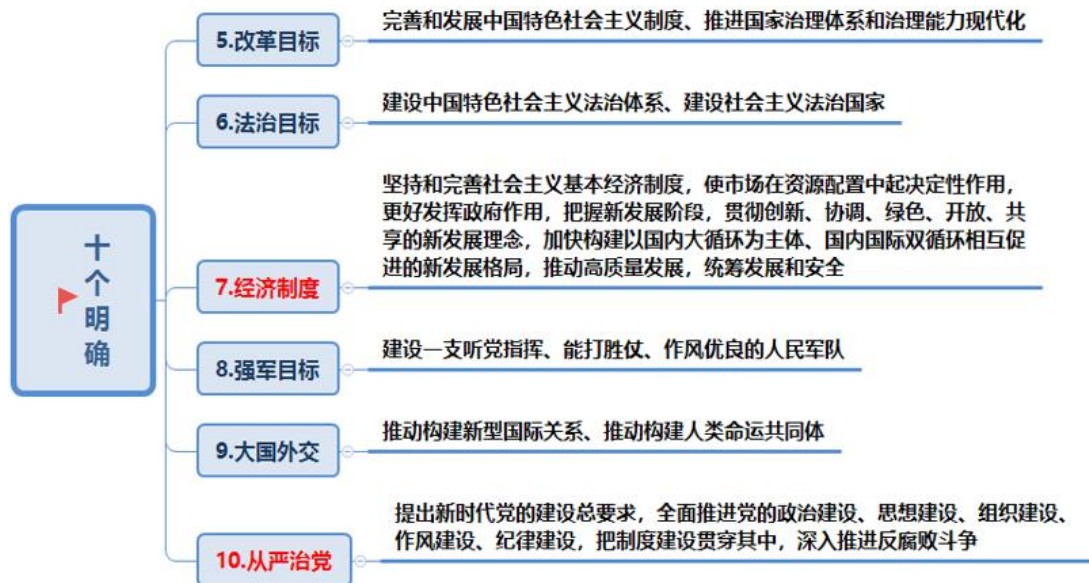 十个明确
5.改革目标
完善和发展中国特色社会主义制度、推进国家治理体系和治理能力现代化
6.法治目标
建设中国特色社会主义法治体系、建设社会主义法治国家
7.经济制度
坚持和完善社会主义基本经济制度，使市场在资源配置中起决定性作用，
更好发挥政府作用，把握新发展阶段，贯彻创新、协调、绿色、开放、共
享的新发展理念，加快构建以国内大循环为主体、国内国际双循环相互促
进的新发展格局，推动高质量发展，统筹发展和安全
8.强军目标
建设一支听党指挥、能打胜仗、作风优良的人民军队
9.大国外交
推动构建新型国际关系、推动构建人类命运共同体
10.从严治党
提出新时代党的建设总要求，全面推进党的政治建设、思想建设、组织建设、
作风建设、纪律建设，把制度建设贯穿其中，深入推进反腐败斗争